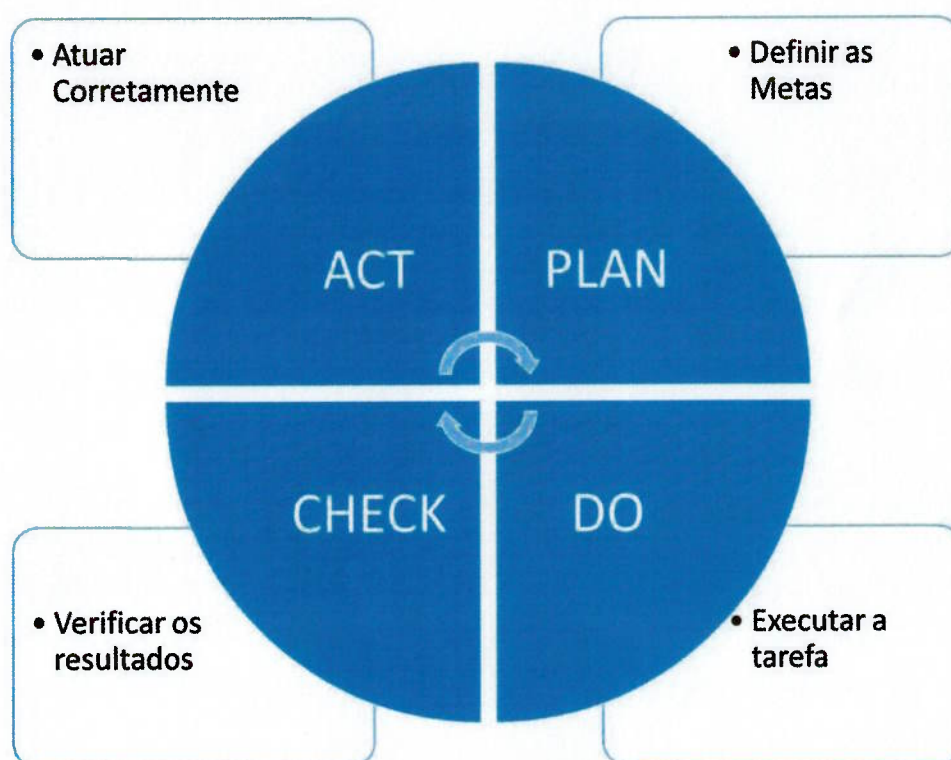 • Atuar
Corretamente
• Definir as
Metas
ACT
PLAN
CHECK
DO
• Verificar os
resultados
• Executar a
tarefa